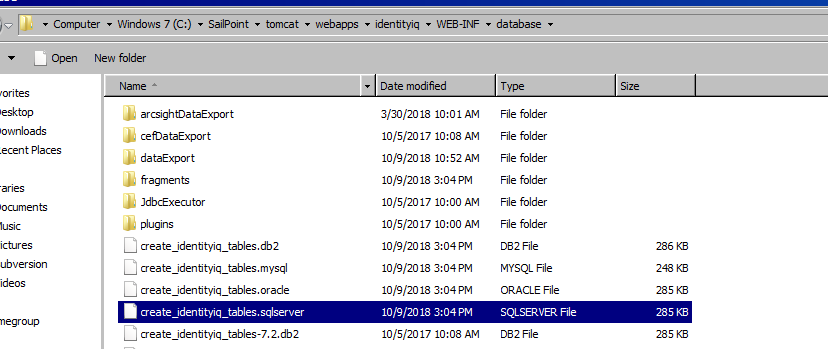 Computer ▸ Windows 7 (C:) ▸ SailPoint ▸ tomcat ▸ webapps ▸ identityiq ▸ WEB-INF ▸ database ▸
Open New folder
Name Date modified Type Size
vorites
esktop
ownloads
ecent Places
raries
ocuments
usic
ictures
ubversion
ideos
megroup
arcsightDataExport 3/30/2018 10:01 AM File folder
cefDataExport 10/5/2017 10:08 AM File folder
dataExport 10/9/2018 10:52 AM File folder
fragments 10/9/2018 3:04 PM File folder
JdbcExecutor 10/5/2017 10:00 AM File folder
plugins 10/5/2017 10:00 AM File folder
create_identityiq_tables.db2 10/9/2018 3:04 PM DB2 File 286 KB
create_identityiq_tables.mysql 10/9/2018 3:04 PM MYSQL File 248 KB
create_identityiq_tables.oracle 10/9/2018 3:04 PM ORACLE File 285 KB
create_identityiq_tables.sqlserver 10/9/2018 3:04 PM SQLSERVER File 285 KB
create_identityiq_tables-7.2.db2 10/5/2017 10:08 AM DB2 File 271 KB